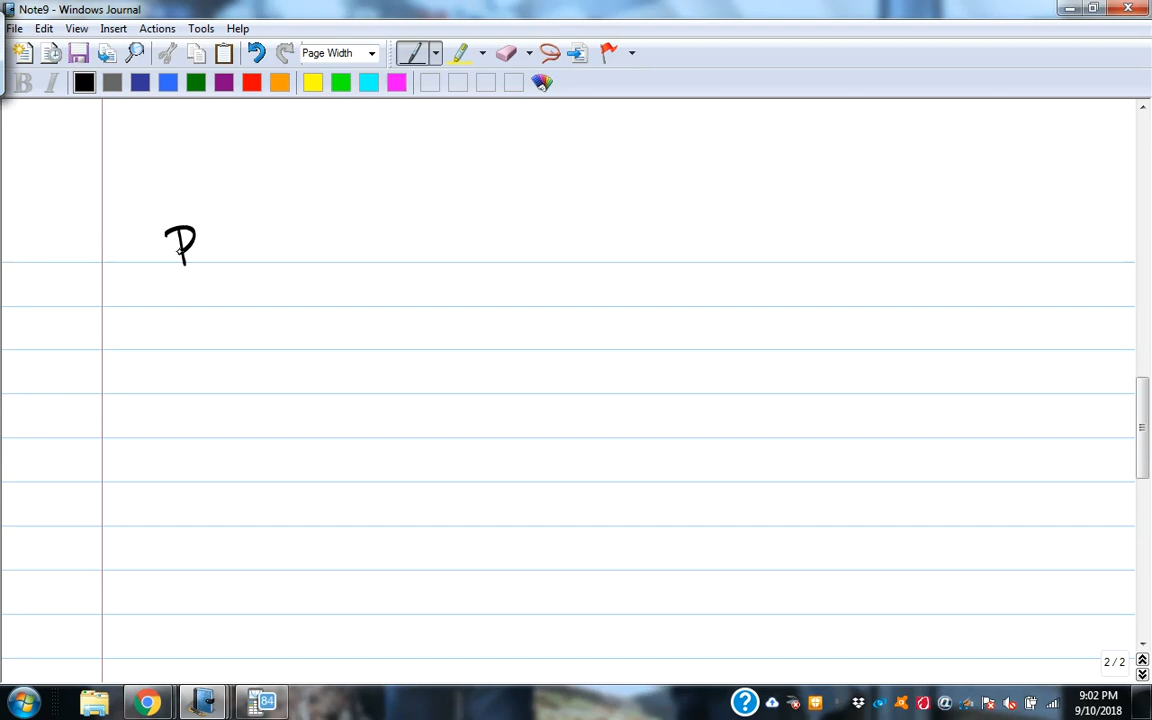 Note9 - Windows Journal
File Edit View Insert Actions Tools Help
Page Width
B I
P
2 / 2
84
9:02 PM
9/10/2018